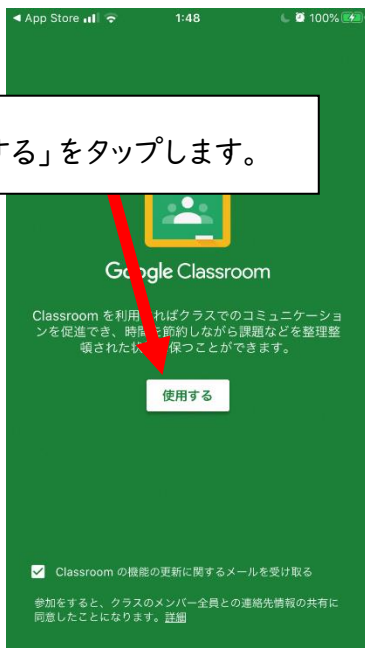 App Store 1:48 100%
する」をタップします。
Google Classroom
Classroom を利用すればクラスでのコミュニケーショ
ンを促進でき、時間を節約しながら課題などを整理整
頓された状 保つことができます。
使用する
Classroom の機能の更新に関するメールを受け取る
参加をすると、クラスのメンバー全員との連絡先情報の共有に
同意したことになります。詳細